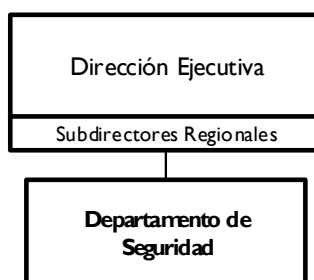 Dirección Ejecutiva
Subdirectores Regionales
Departamento de
Seguridad